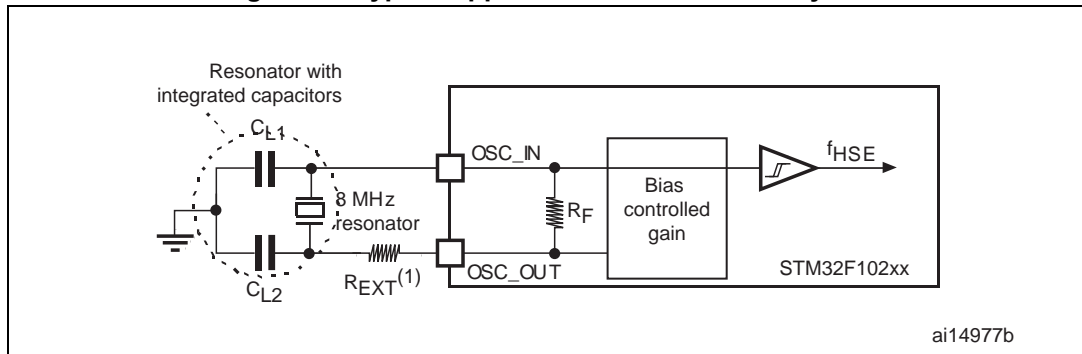 Resonator with
integrated capacitors
CL1
OSC_IN
fHSE
8 MHz
resonator
RF
Bias
controlled
gain
REXT(1)
OSC_OUT
STM32F102xx
CL2
ai14977b